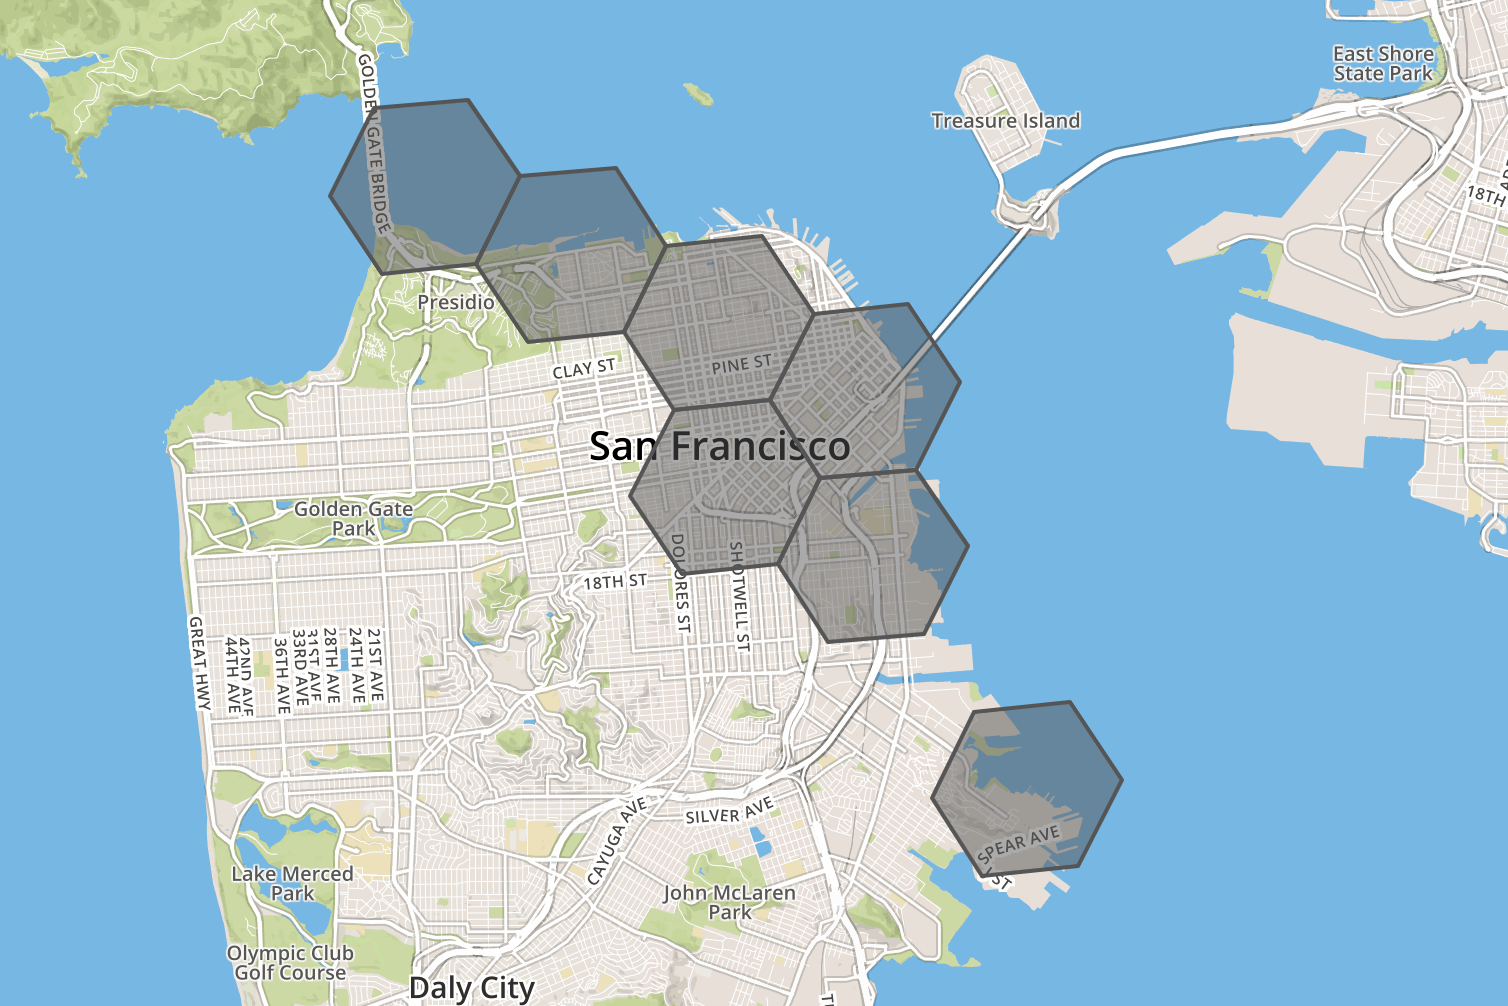 East Shore
State Park
GOLDEN GATE BRIDGE
Treasure Island
18TH
Presidio
CLAY ST
PINE ST
San Francisco
Golden Gate
Park
18TH ST
DOLORES ST
SHOTWELL ST
GREAT HWY
44TH AVE
42ND AVE
36TH AVE
33RD AVE
31ST AVE
28TH AVE
24TH AVE
21ST AVE
SILVER AVE
CAYUGA AVE
SPEAR AVE
ST
Lake Merced
Park
John McLaren
Park
Olympic Club
Golf Course
Daly City